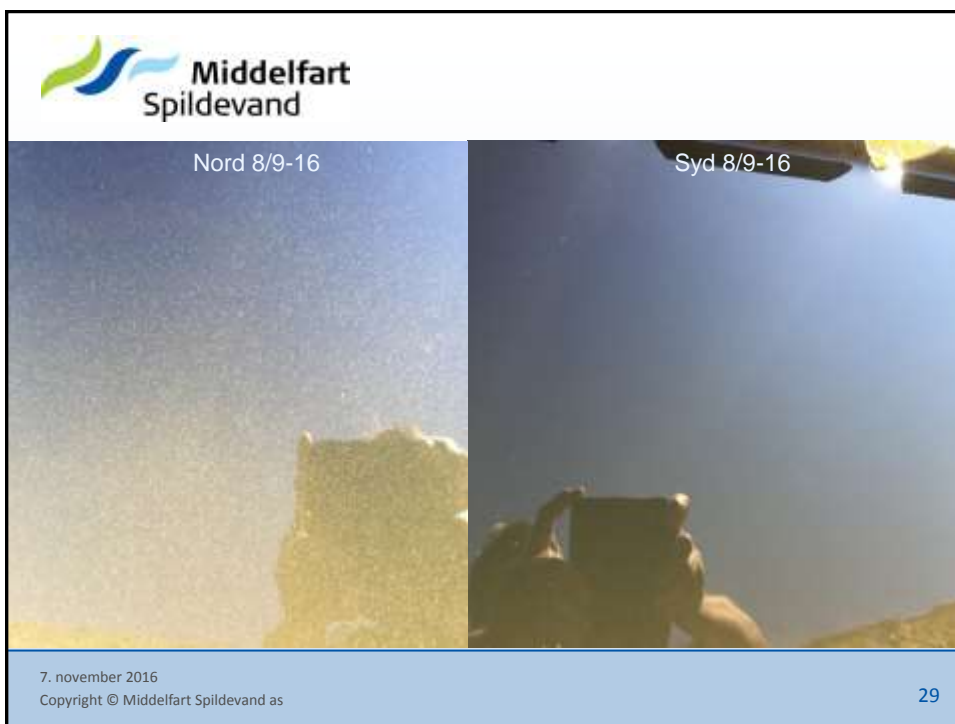 Middelfart
Spildevand
Nord 8/9-16
Syd 8/9-16
7. november 2016
Copyright © Middelfart Spildevand as
29